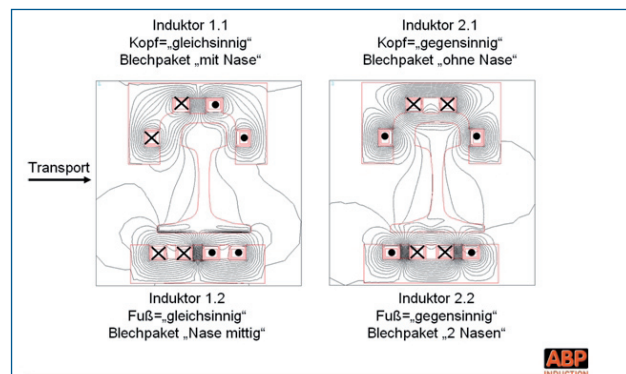 Induktor 1.1
Kopf=„gleichsinnig“
Blechpaket „mit Nase“
Induktor 2.1
Kopf=„gegensinnig“
Blechpaket „ohne Nase“
Transport
Induktor 1.2
Fuß=„gleichsinnig“
Blechpaket „Nase mittig“
Induktor 2.2
Fuß=„gegensinnig“
Blechpaket „2 Nasen“
ABP
INDUCTION